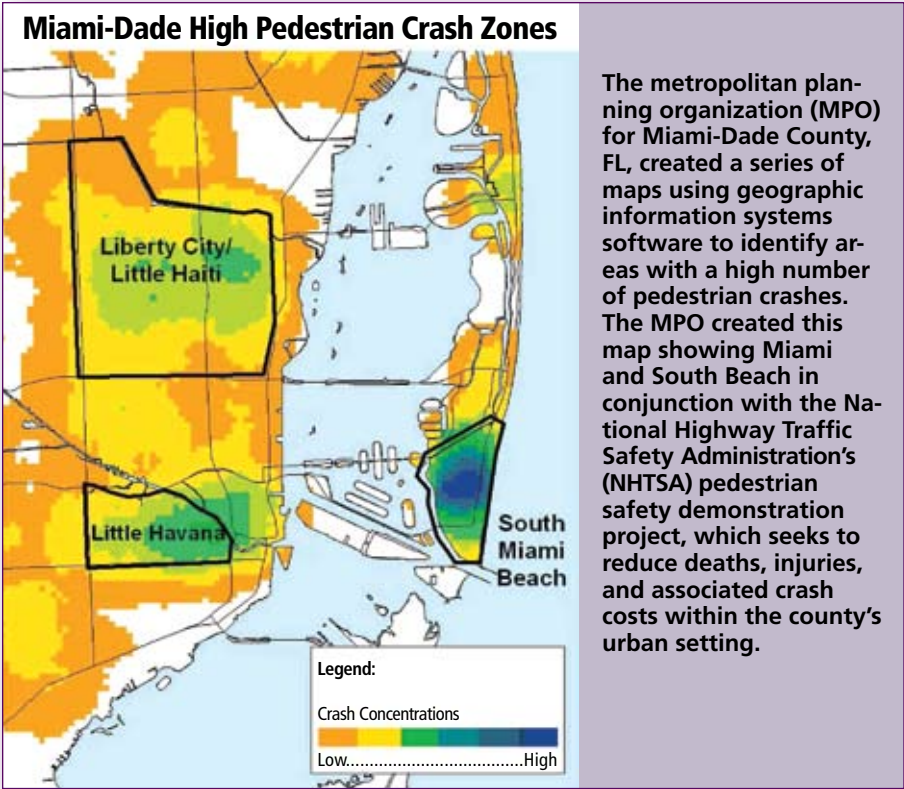 Miami-Dade High Pedestrian Crash Zones
Liberty City/
Little Haiti
Little Havana
South
Miami
Beach
Legend:
Crash Concentrations
Low......................................High
The metropolitan plan-
ning organization (MPO)
for Miami-Dade County,
FL, created a series of
maps using geographic
information systems
software to identify ar-
eas with a high number
of pedestrian crashes.
The MPO created this
map showing Miami
and South Beach in
conjunction with the Na-
tional Highway Traffic
Safety Administration's
(NHTSA) pedestrian
safety demonstration
project, which seeks to
reduce deaths, injuries,
and associated crash
costs within the county's
urban setting.